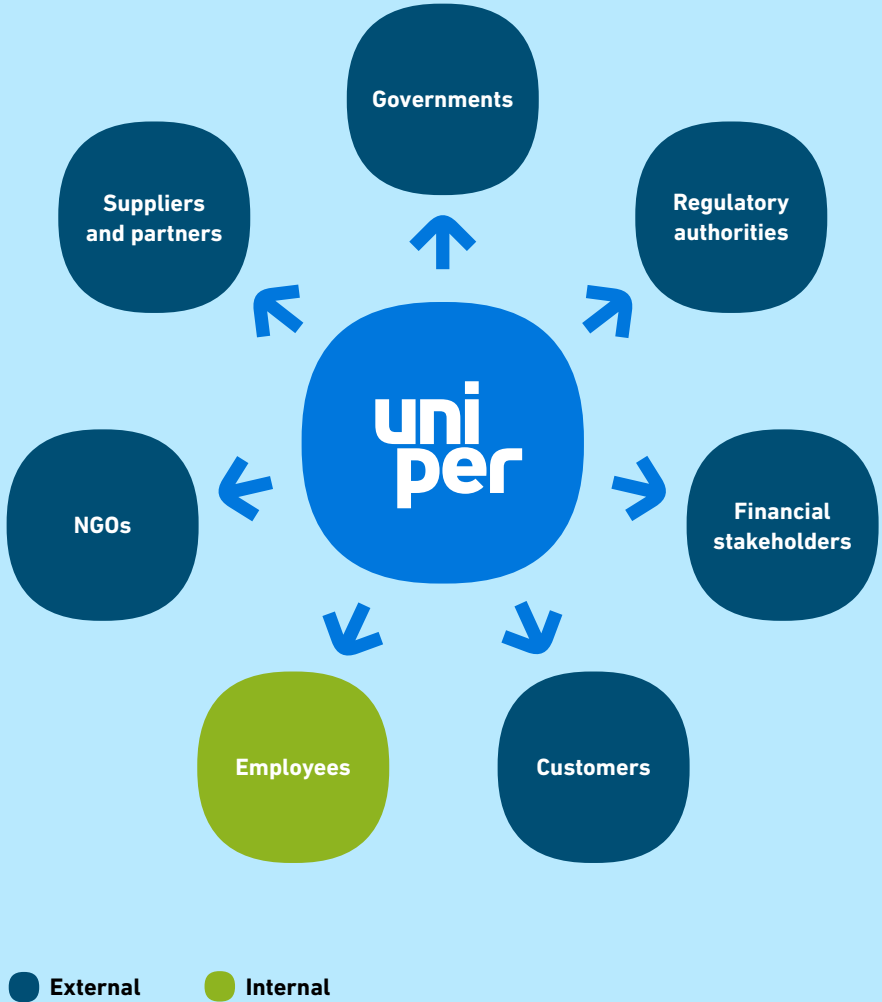 Governments
Suppliers
and partners
Regulatory
authorities
uni
per
NGOs
Financial
stakeholders
Employees
Customers
External
Internal